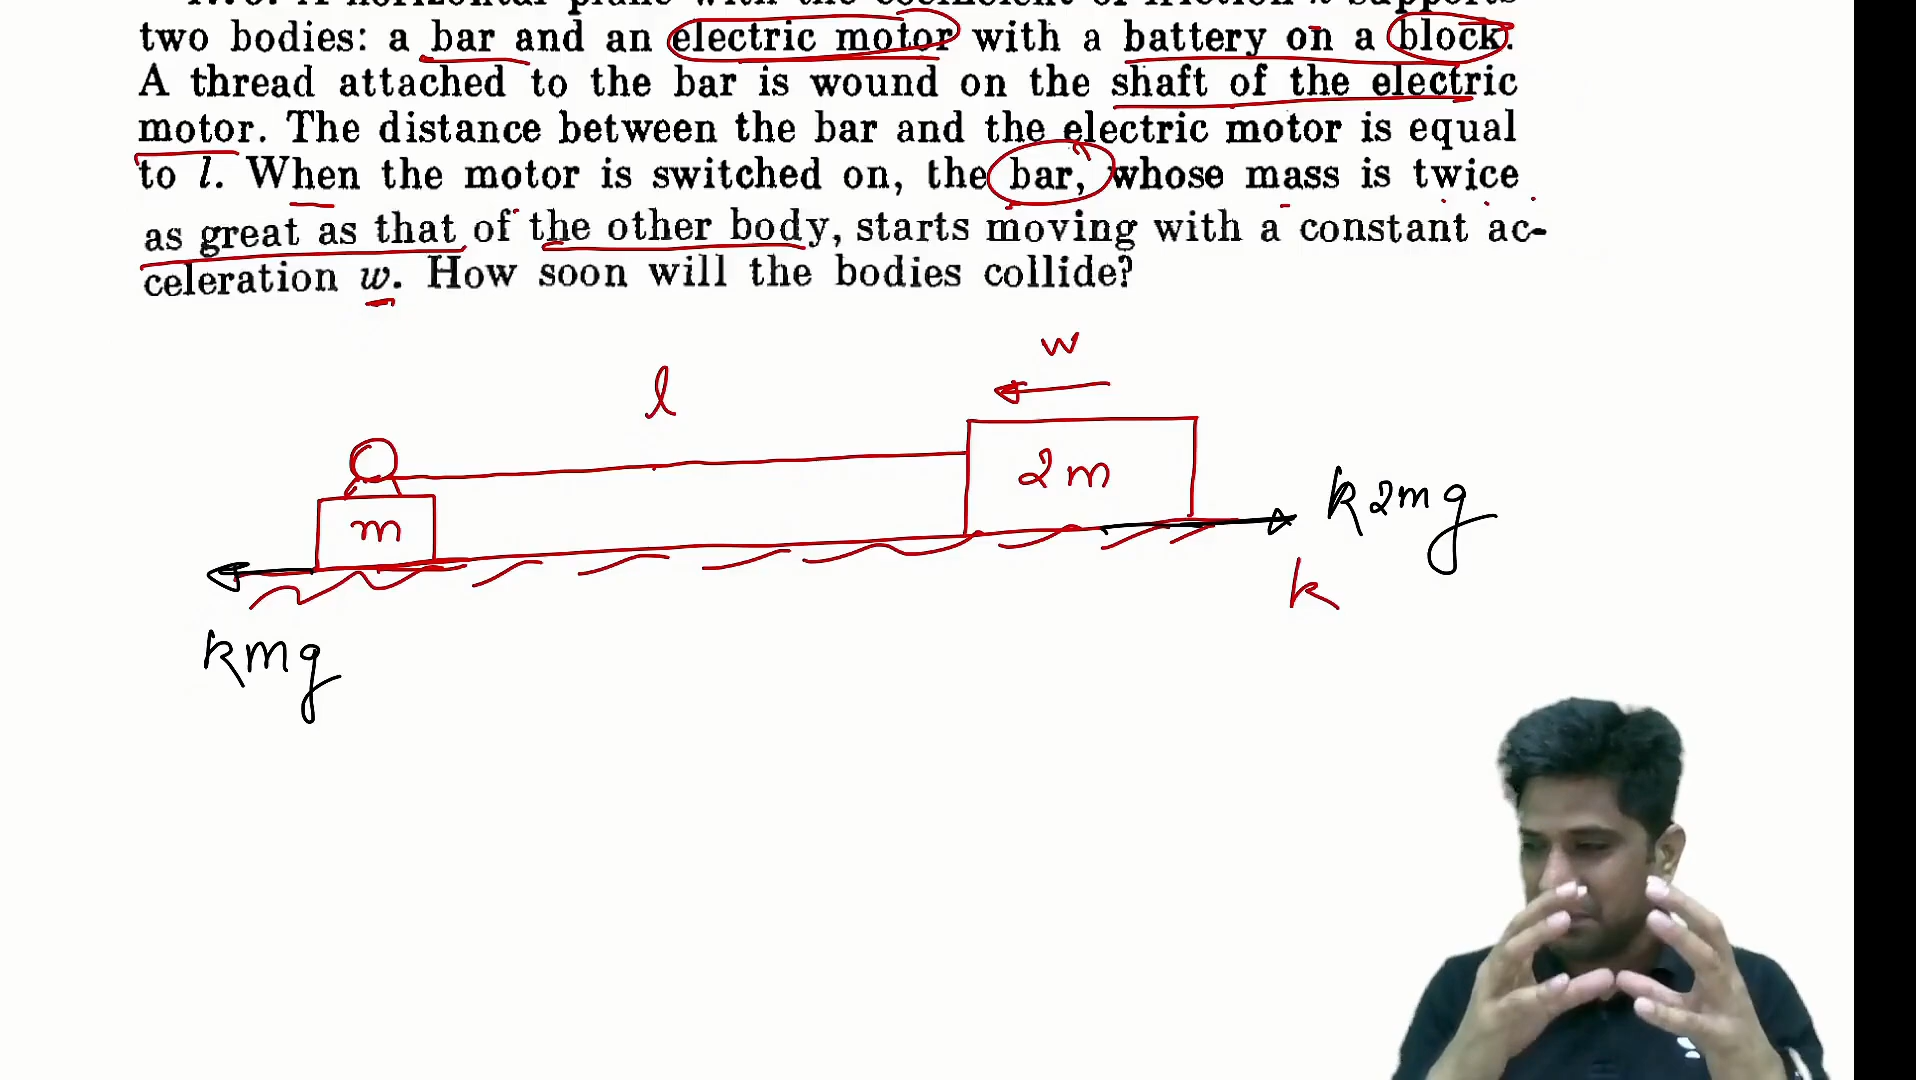 two bodies: a bar and an electric motor with a battery on a block.
A thread attached to the bar is wound on the shaft of the electric
motor. The distance between the bar and the electric motor is equal
to l. When the motor is switched on, the bar, whose mass is twice
as great as that of the other body, starts moving with a constant ac-
celeration w. How soon will the bodies collide?
w
l
2m
m
k2mg
k
kmg